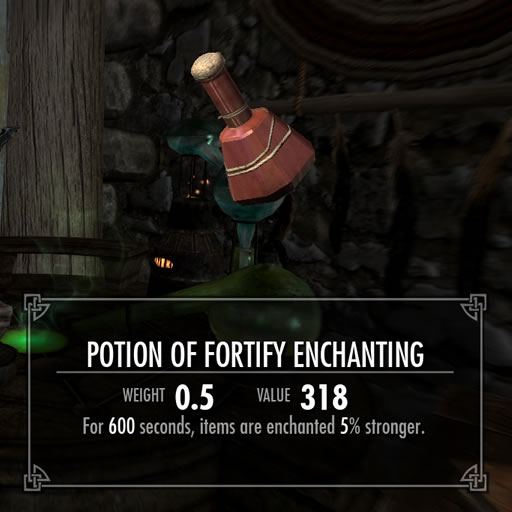 POTION OF FORTIFY ENCHANTING
WEIGHT 0.5 VALUE 318
For 600 seconds, items are enchanted 5% stronger.